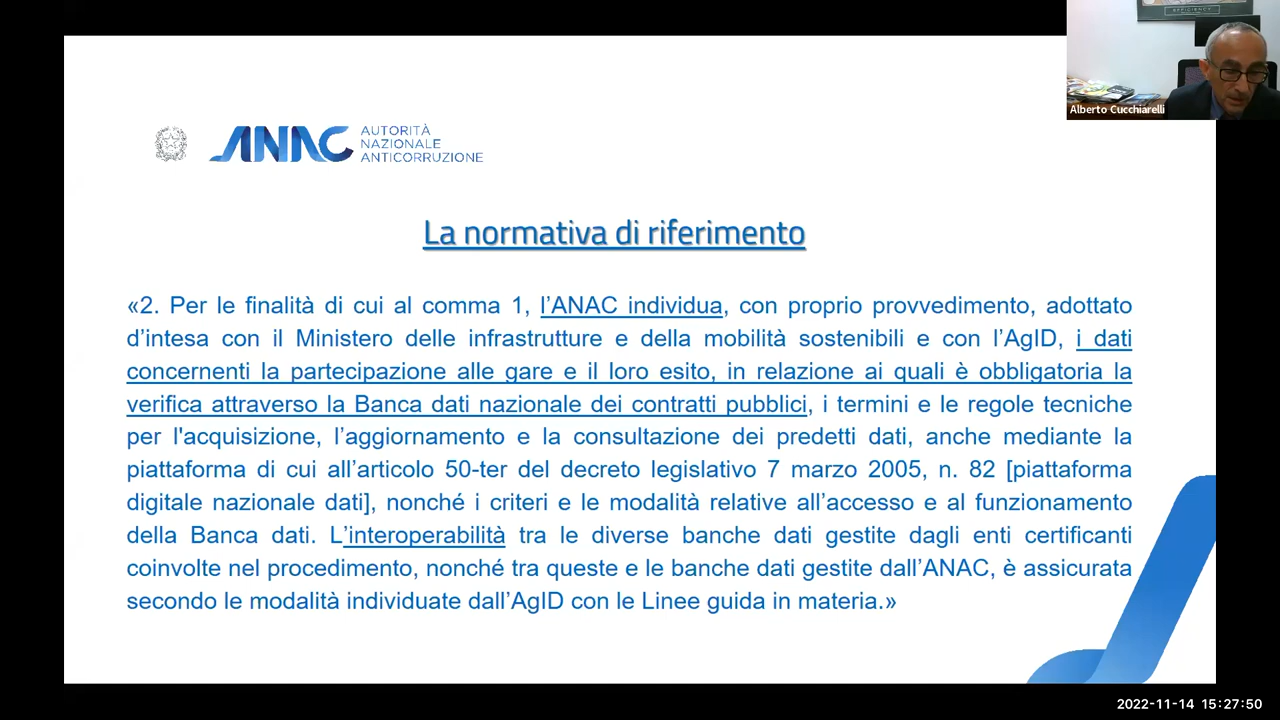 EFFICIENCY
Alberto Cucchiarelli
ANAC
AUTORITÀ
NAZIONALE
ANTICORRUZIONE
La normativa di riferimento
«2. Per le finalità di cui al comma 1, l’ANAC individua, con proprio provvedimento, adottato
d’intesa con il Ministero delle infrastrutture e della mobilità sostenibili e con l’AgID, i dati
concernenti la partecipazione alle gare e il loro esito, in relazione ai quali è obbligatoria la
verifica attraverso la Banca dati nazionale dei contratti pubblici, i termini e le regole tecniche
per l'acquisizione, l’aggiornamento e la consultazione dei predetti dati, anche mediante la
piattaforma di cui all’articolo 50-ter del decreto legislativo 7 marzo 2005, n. 82 [piattaforma
digitale nazionale dati], nonché i criteri e le modalità relative all’accesso e al funzionamento
della Banca dati. L’interoperabilità tra le diverse banche dati gestite dagli enti certificanti
coinvolte nel procedimento, nonché tra queste e le banche dati gestite dall’ANAC, è assicurata
secondo le modalità individuate dall’AgID con le Linee guida in materia.»
2022-11-14 15:27:50